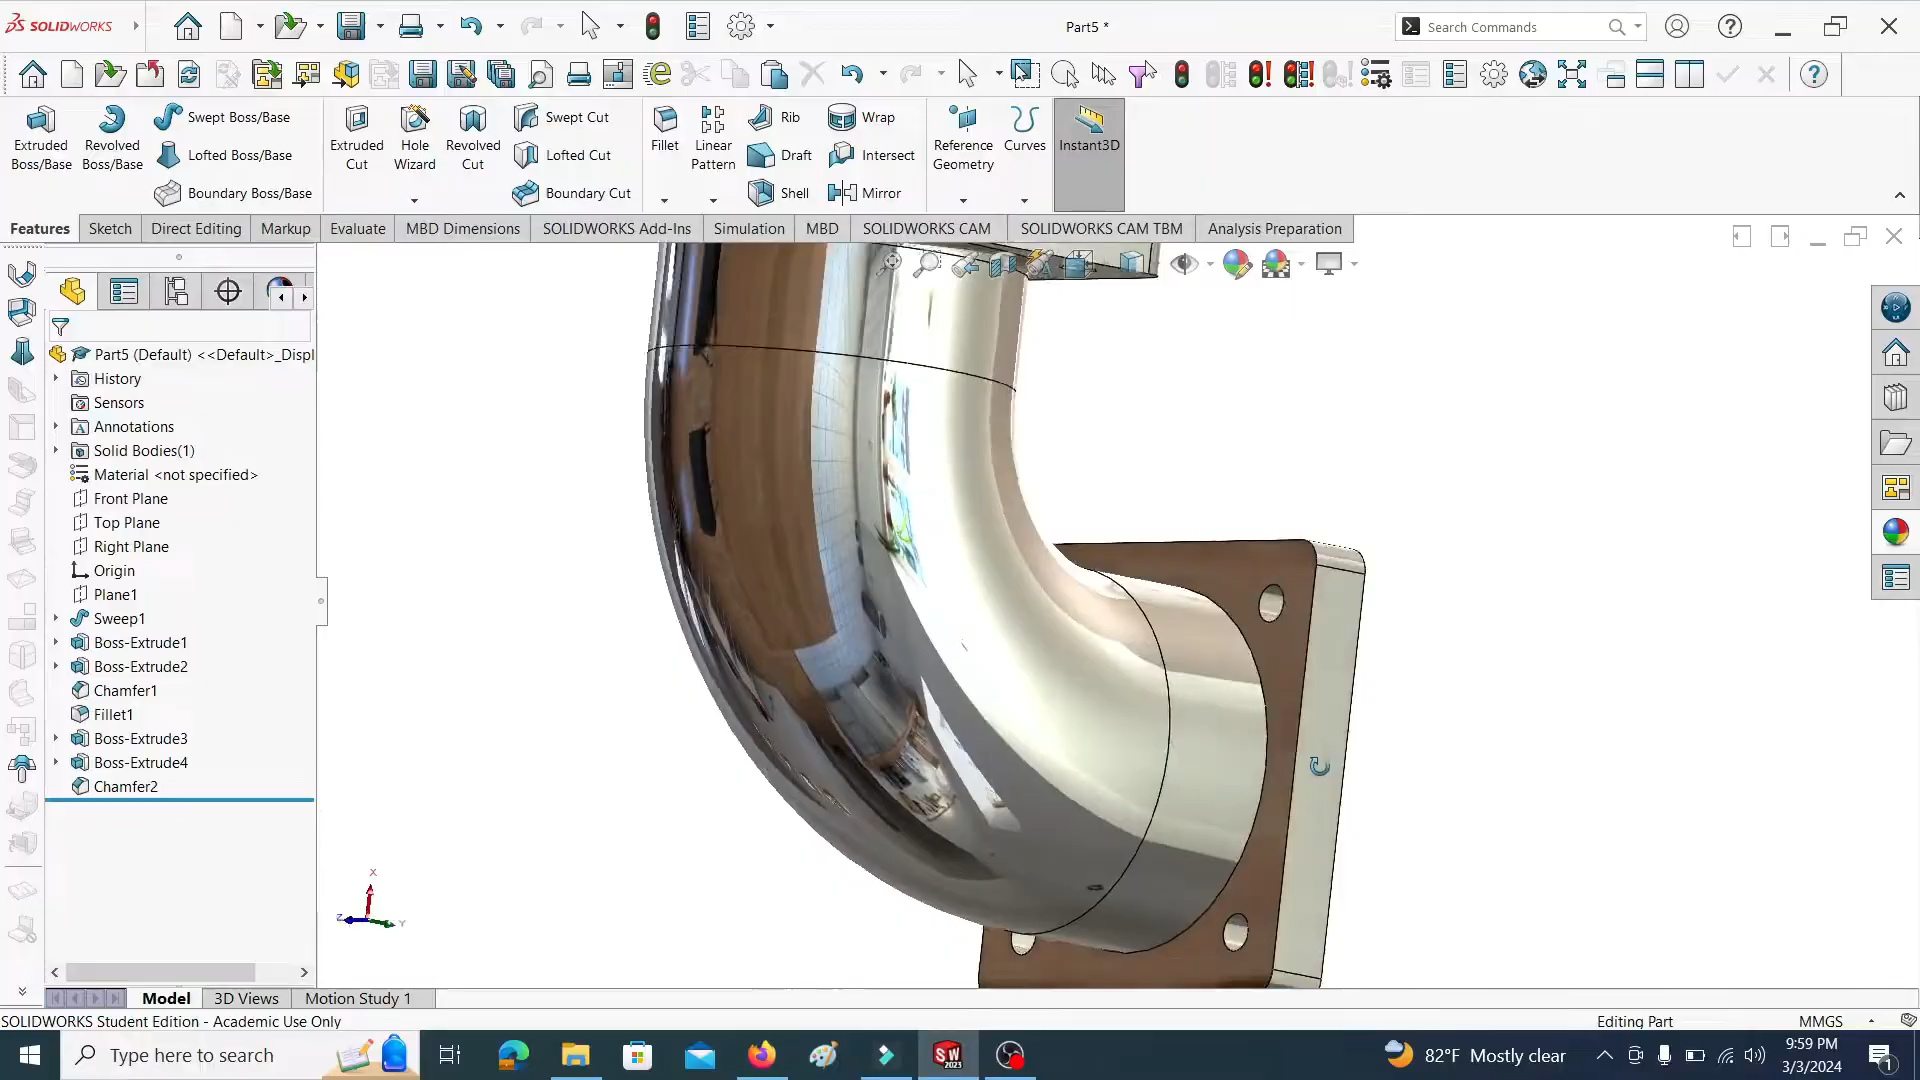 SOLIDWORKS
Part5 *
Search Commands
Extruded Boss/Base
Revolved Boss/Base
Swept Boss/Base
Lofted Boss/Base
Boundary Boss/Base
Extruded Cut
Hole Wizard
Revolved Cut
Swept Cut
Lofted Cut
Boundary Cut
Fillet
Linear Pattern
Rib
Draft
Shell
Wrap
Intersect
Mirror
Reference Geometry
Curves
Instant3D
Features
Sketch
Direct Editing
Markup
Evaluate
MBD Dimensions
SOLIDWORKS Add-Ins
Simulation
MBD
SOLIDWORKS CAM
SOLIDWORKS CAM TBM
Analysis Preparation
Part5 (Default) <<Default>_Displ
History
Sensors
Annotations
Solid Bodies(1)
Material <not specified>
Front Plane
Top Plane
Right Plane
Origin
Plane1
Sweep1
Boss-Extrude1
Boss-Extrude2
Chamfer1
Fillet1
Boss-Extrude3
Boss-Extrude4
Chamfer2
X
Z
Y
Model
3D Views
Motion Study 1
SOLIDWORKS Student Edition - Academic Use Only
Editing Part
MMGS
Type here to search
SW
2023
82°F Mostly clear
9:59 PM
3/3/2024
1